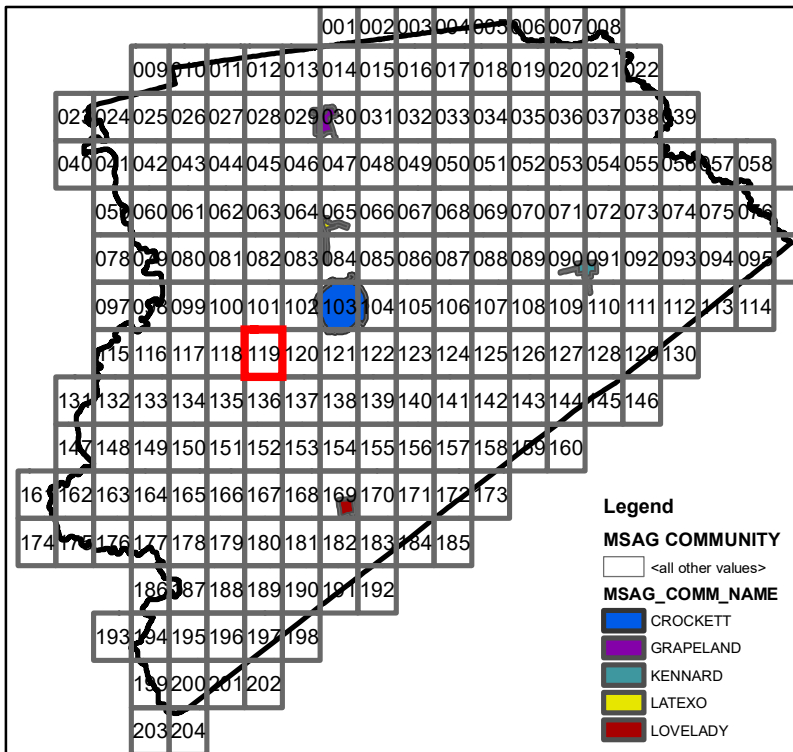 001 002 003 004 005 006 007 008
009 010 011 012 013 014 015 016 017 018 019 020 021 022
023 024 025 026 027 028 029 030 031 032 033 034 035 036 037 038 039
040 041 042 043 044 045 046 047 048 049 050 051 052 053 054 055 056 057 058
059 060 061 062 063 064 065 066 067 068 069 070 071 072 073 074 075 076
078 079 080 081 082 083 084 085 086 087 088 089 090 091 092 093 094 095
097 098 099 100 101 102 103 104 105 106 107 108 109 110 111 112 113 114
115 116 117 118 119 120 121 122 123 124 125 126 127 128 129 130
131 132 133 134 135 136 137 138 139 140 141 142 143 144 145 146
147 148 149 150 151 152 153 154 155 156 157 158 159 160
161 162 163 164 165 166 167 168 169 170 171 172 173
174 175 176 177 178 179 180 181 182 183 184 185
186 187 188 189 190 191 192
193 194 195 196 197 198
199 200 201 202
203 204
Legend
MSAG COMMUNITY
<all other values>
MSAG_COMM_NAME
CROCKETT
GRAPELAND
KENNARD
LATEXO
LOVELADY